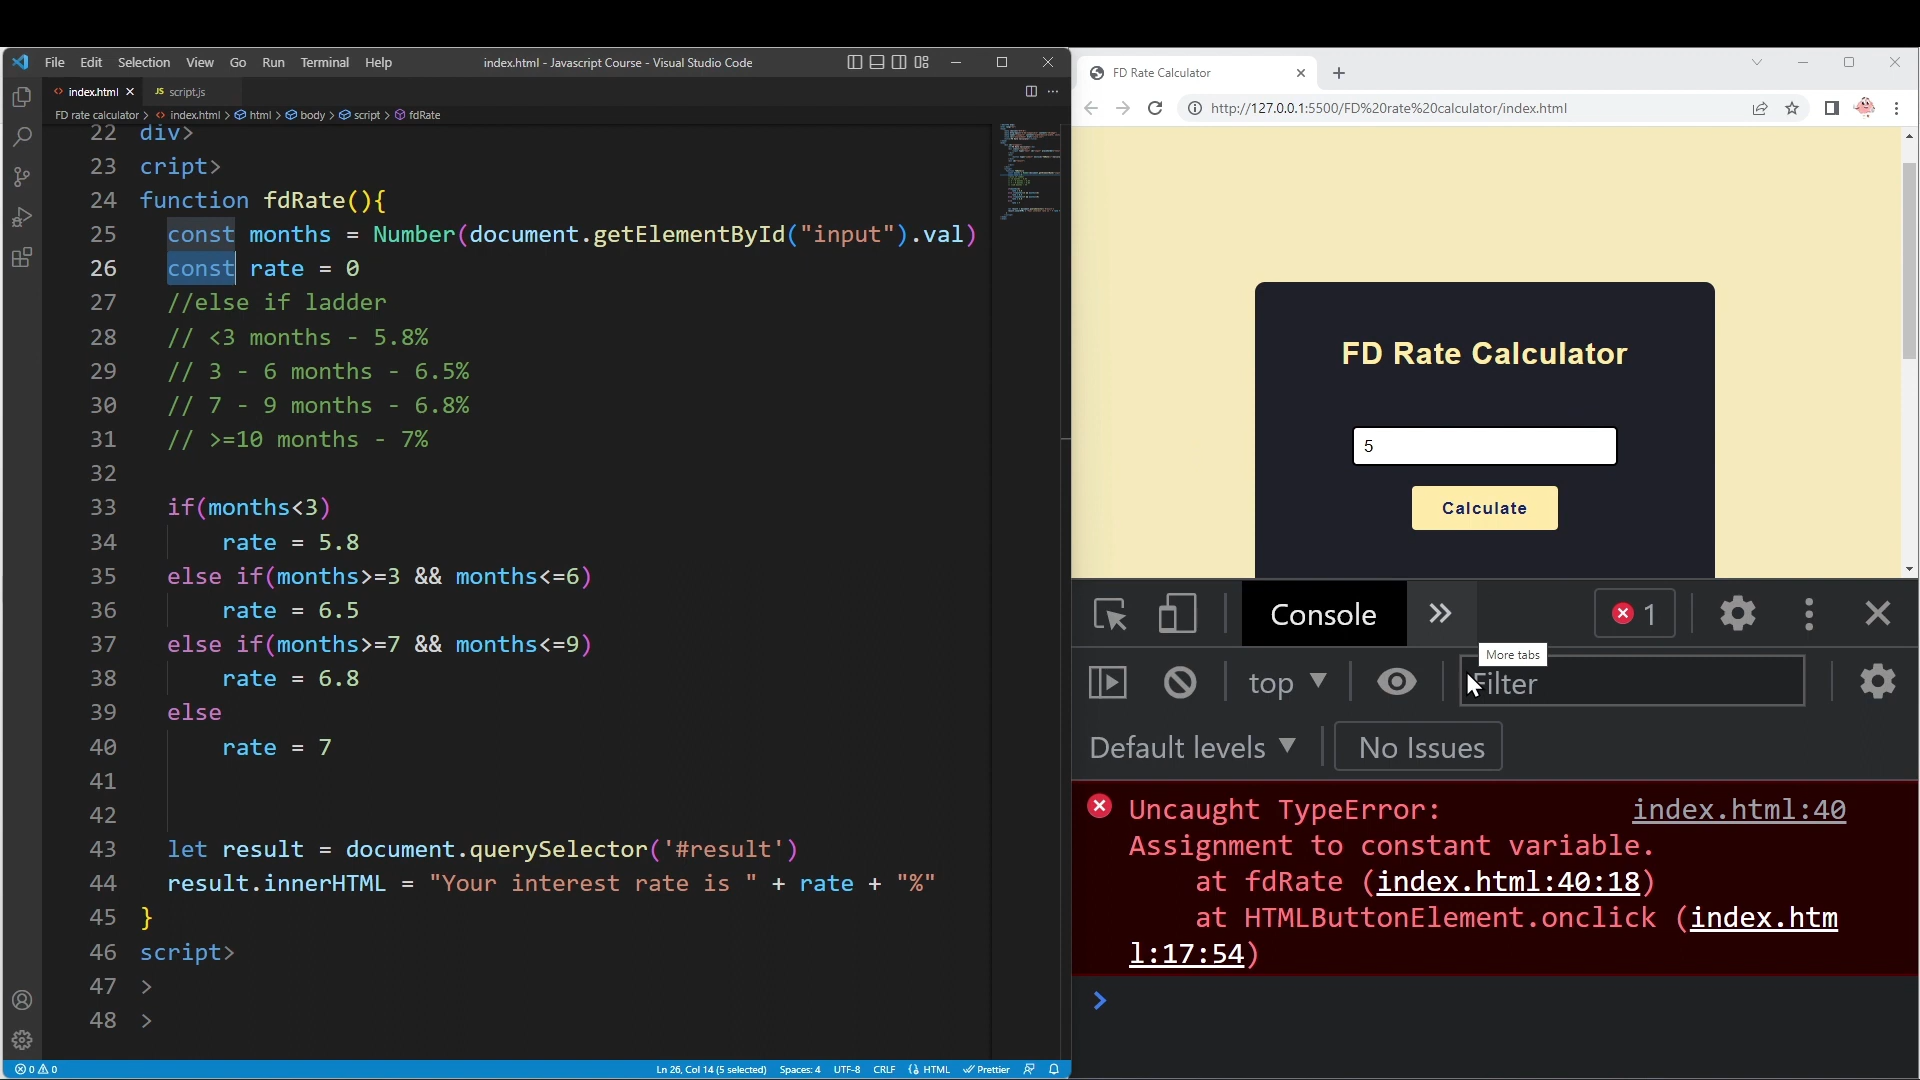 File Edit Selection View Go Run Terminal Help
index.html - Javascript Course - Visual Studio Code
index.html
JS script.js
FD rate calculator > index.html > html > body > script > fdRate
22 div>
23 cript>
24 function fdRate(){
25 const months = Number(document.getElementById("input").val)
26 const rate = 0
27 //else if ladder
28 // <3 months - 5.8%
29 // 3 - 6 months - 6.5%
30 // 7 - 9 months - 6.8%
31 // >=10 months - 7%
32
33 if(months<3)
34 rate = 5.8
35 else if(months>=3 && months<=6)
36 rate = 6.5
37 else if(months>=7 && months<=9)
38 rate = 6.8
39 else
40 rate = 7
41
42
43 let result = document.querySelector('#result')
44 result.innerHTML = "Your interest rate is " + rate + "%"
45 }
46 script>
47 >
48 >
0 0
Ln 26, Col 14 (5 selected) Spaces: 4 UTF-8 CRLF HTML Prettier
FD Rate Calculator
http://127.0.0.1:5500/FD%20rate%20calculator/index.html
FD Rate Calculator
5
Calculate
Console
1
More tabs
top
Filter
Default levels
No Issues
Uncaught TypeError: index.html:40
Assignment to constant variable.
at fdRate (index.html:40:18)
at HTMLButtonElement.onclick (index.htm
l:17:54)